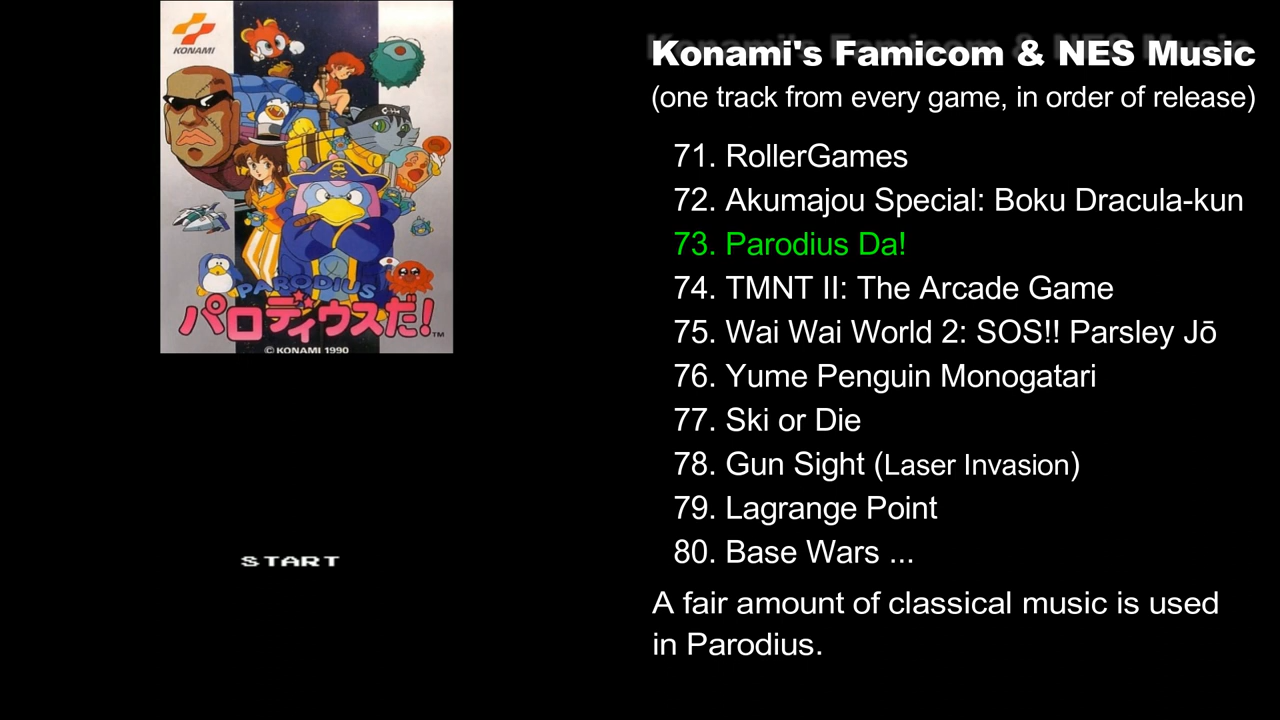 KONAMI
PARODIUS
パロディウスだ!
TM
© KONAMI 1990
START
Konami's Famicom & NES Music
(one track from every game, in order of release)
71. RollerGames
72. Akumajou Special: Boku Dracula-kun
73. Parodius Da!
74. TMNT II: The Arcade Game
75. Wai Wai World 2: SOS!! Parsley Jō
76. Yume Penguin Monogatari
77. Ski or Die
78. Gun Sight (Laser Invasion)
79. Lagrange Point
80. Base Wars ...
A fair amount of classical music is used
in Parodius.